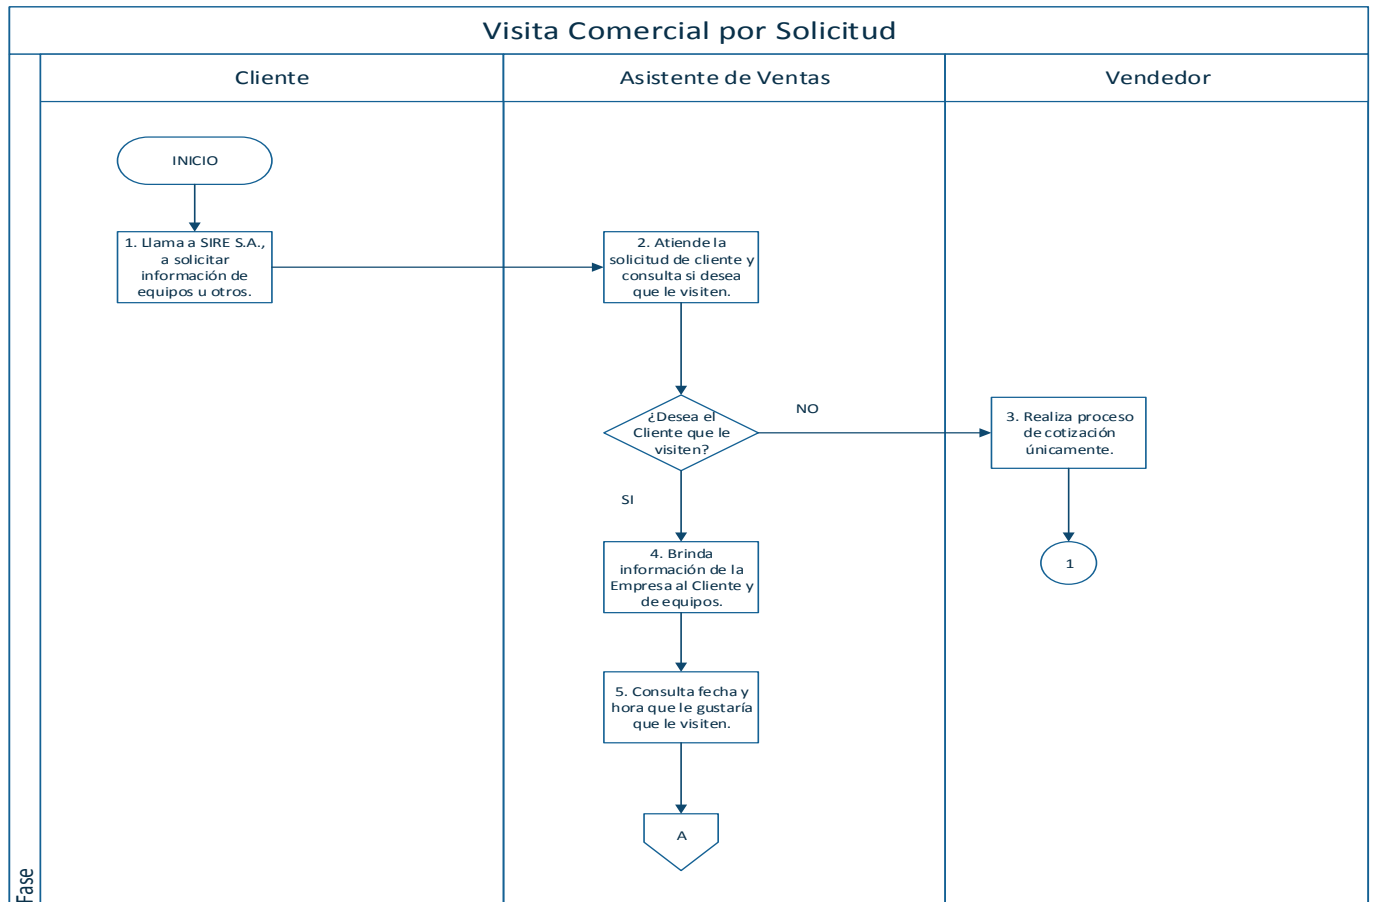 Visita Comercial por Solicitud
Cliente
Asistente de Ventas
Vendedor
INICIO
1. Llama a SIRE S.A.,
a solicitar
información de
equipos u otros.
2. Atiende la
solicitud de cliente y
consulta si desea
que le visiten.
¿Desea el
Cliente que le
visiten?
NO
3. Realiza proceso
de cotización
únicamente.
1
SI
4. Brinda
información de la
Empresa al Cliente y
de equipos.
5. Consulta fecha y
hora que le gustaría
que le visiten.
A
Fase